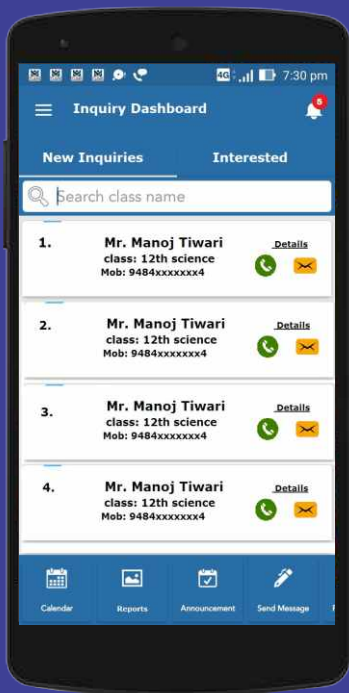 4G 7:30 pm
Inquiry Dashboard
5
New Inquiries Interested
Search class name
1. Mr. Manoj Tiwari Details
class: 12th science
Mob: 9484xxxxxxx4
2. Mr. Manoj Tiwari Details
class: 12th science
Mob: 9484xxxxxxx4
3. Mr. Manoj Tiwari Details
class: 12th science
Mob: 9484xxxxxxx4
4. Mr. Manoj Tiwari Details
class: 12th science
Mob: 9484xxxxxxx4
Calendar Reports Announcement Send Message